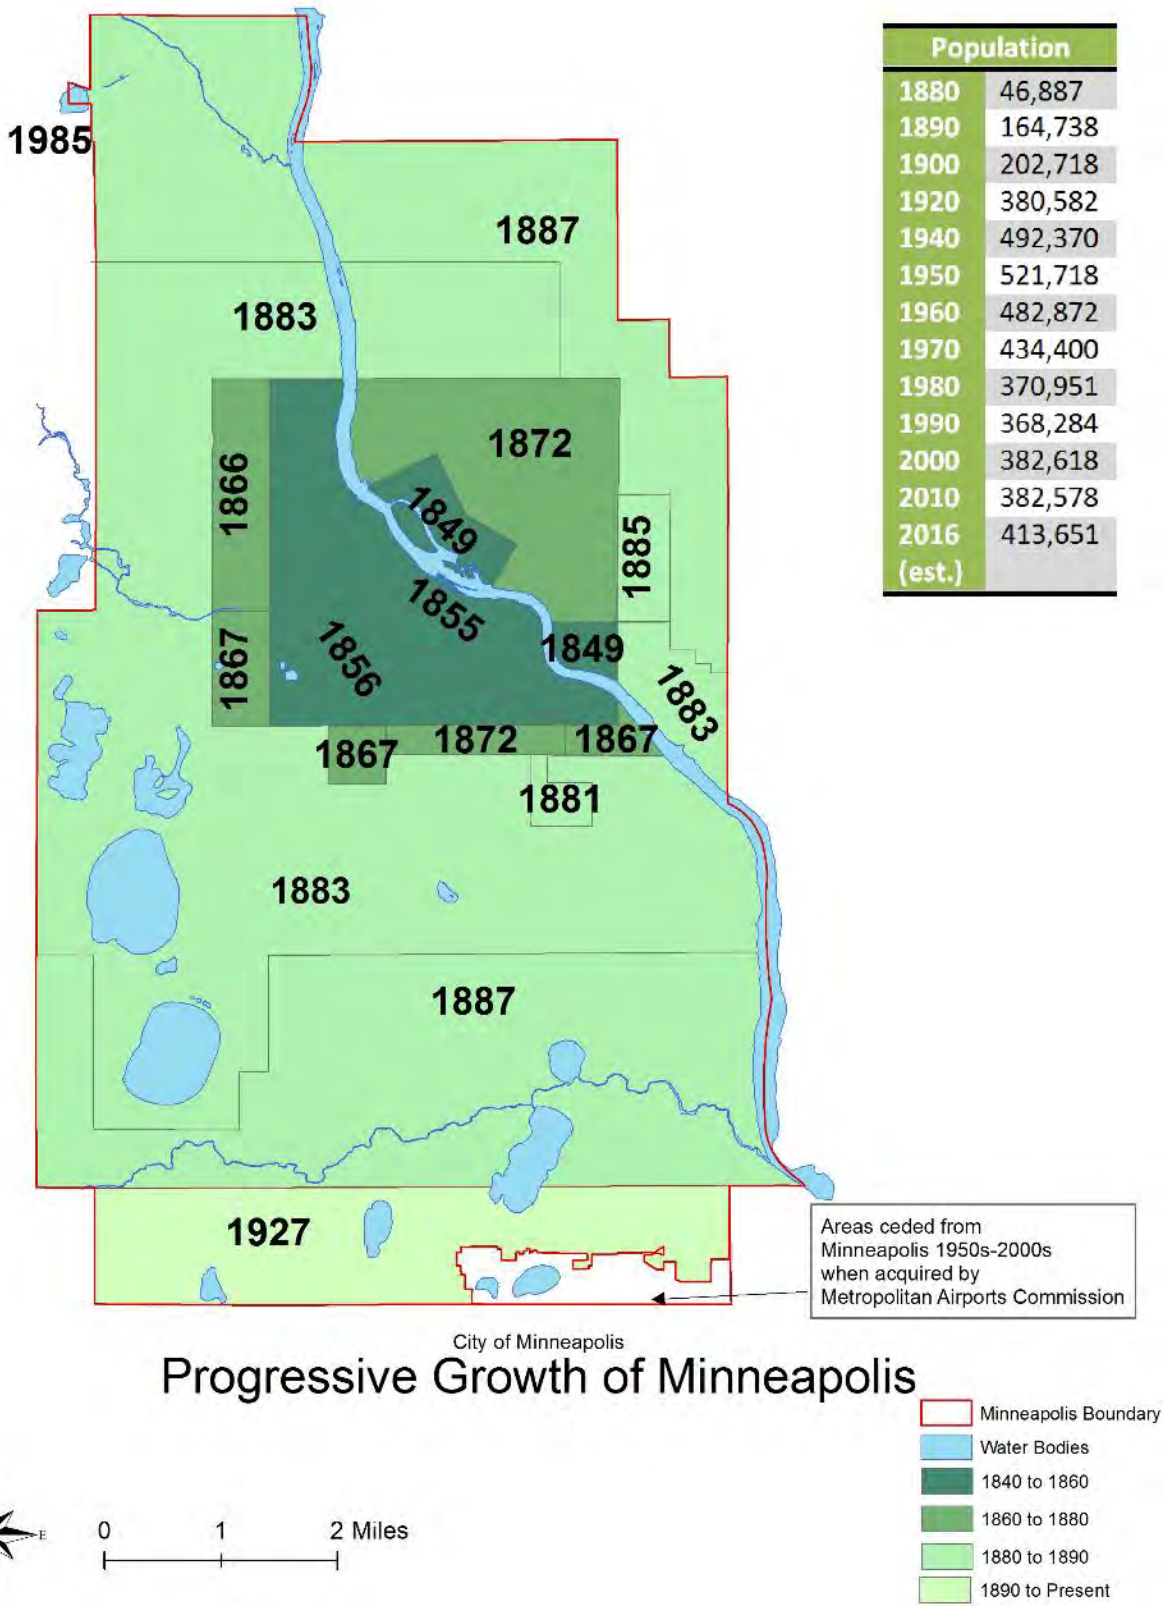 Population
1880 46,887
1890 164,738
1900 202,718
1920 380,582
1940 492,370
1950 521,718
1960 482,872
1970 434,400
1980 370,951
1990 368,284
2000 382,618
2010 382,578
2016 413,651
(est.)
1985
1887
1883
1872
1866
1849
1885
1855
1849
1856
1867
1883
1867
1872
1867
1881
1883
1887
1927
Areas ceded from
Minneapolis 1950s-2000s
when acquired by
Metropolitan Airports Commission
City of Minneapolis
Progressive Growth of Minneapolis
Minneapolis Boundary
Water Bodies
1840 to 1860
1860 to 1880
1880 to 1890
1890 to Present
E
0 1 2 Miles